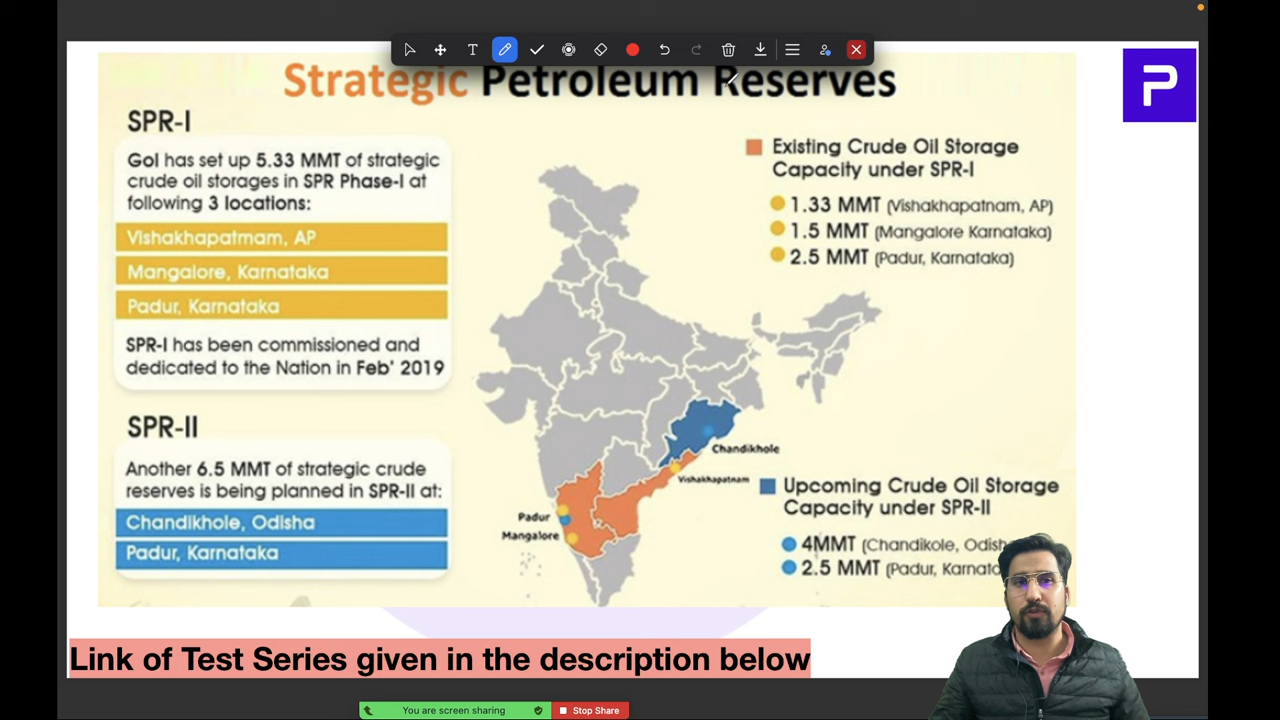 T
Strategic Petroleum Reserves
P
SPR-I
GoI has set up 5.33 MMT of strategic
crude oil storages in SPR Phase-I at
following 3 locations:
Vishakhapatmam, AP
Mangalore, Karnataka
Padur, Karnataka
SPR-I has been commissioned and
dedicated to the Nation in Feb' 2019
SPR-II
Another 6.5 MMT of strategic crude
reserves is being planned in SPR-II at:
Chandikhole, Odisha
Padur, Karnataka
Existing Crude Oil Storage
Capacity under SPR-I
1.33 MMT (Vishakhapatnam, AP)
1.5 MMT (Mangalore Karnataka)
2.5 MMT (Padur, Karnataka)
Chandikhole
Vishakhapatnam
Padur
Mangalore
Upcoming Crude Oil Storage
Capacity under SPR-II
4MMT (Chandikole,
2.5 MMT (Padur,
Link of Test Series given in the description below
You are screen sharing
Stop Share